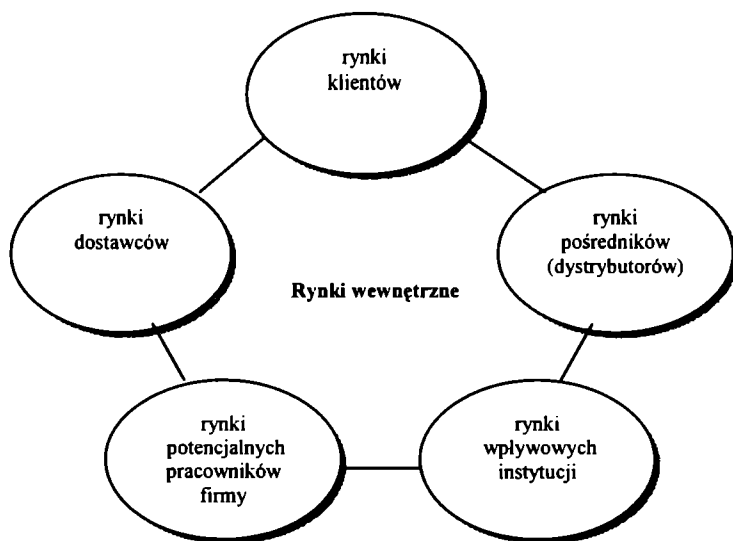 rynki
klientów
rynki
dostawców
rynki
pośredników
(dystrybutorów)
Rynki wewnętrzne
rynki
potencjalnych
pracowników
firmy
rynki
wpływowych
instytucji